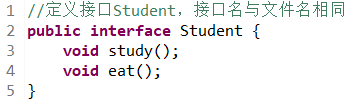 1 //定义接口Student，接口名与文件名相同
2 public interface Student {
3     void study();
4     void eat();
5 }